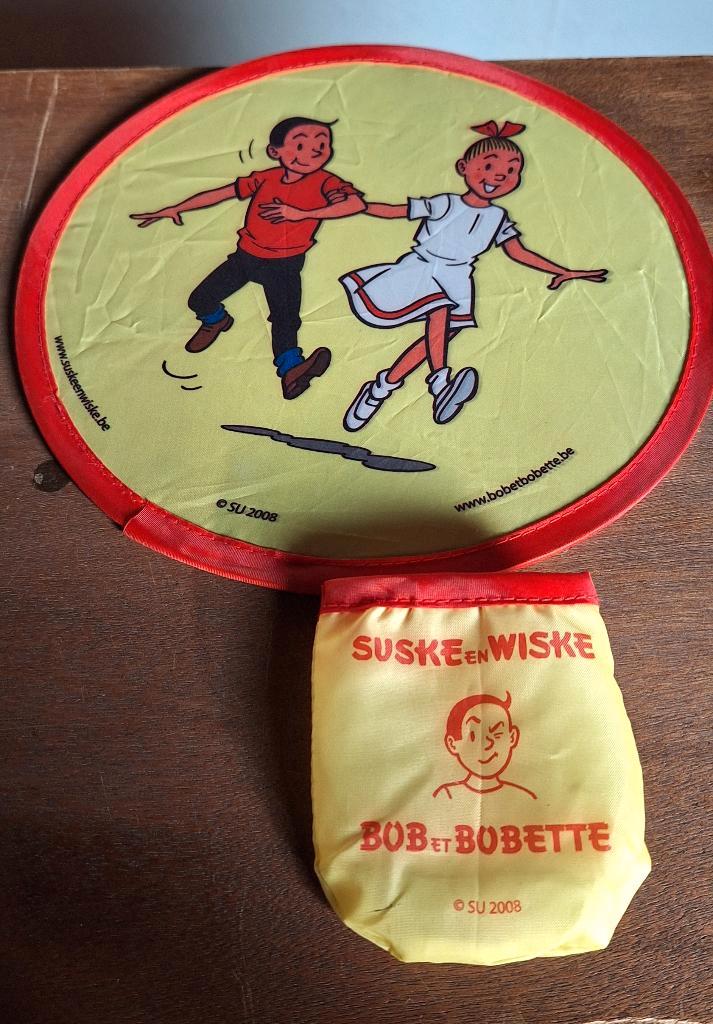 www.suskeenwiske.be
© SU 2008
www.bobetbobette.be
SUSKE EN WISKE
BOB ET BOBETTE
© SU 2008